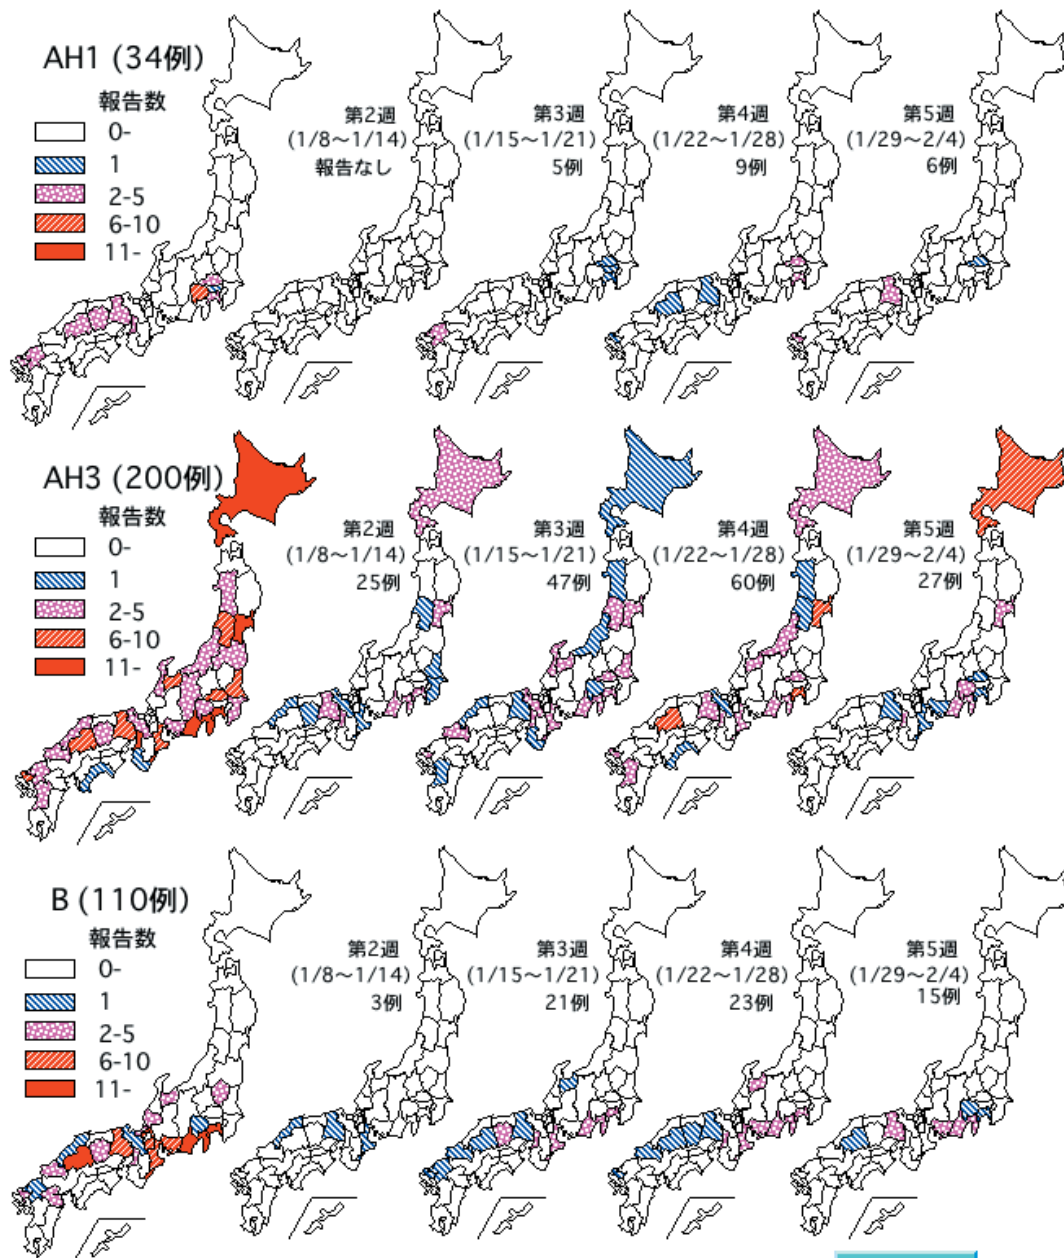 AH1 (34例)
報告数
0-
1
2-5
6-10
11-
第2週
(1/8～1/14)
報告なし
第3週
(1/15～1/21)
5例
第4週
(1/22～1/28)
9例
第5週
(1/29～2/4)
6例
AH3 (200例)
報告数
0-
1
2-5
6-10
11-
第2週
(1/8～1/14)
25例
第3週
(1/15～1/21)
47例
第4週
(1/22～1/28)
60例
第5週
(1/29～2/4)
27例
B (110例)
報告数
0-
1
2-5
6-10
11-
第2週
(1/8～1/14)
3例
第3週
(1/15～1/21)
21例
第4週
(1/22～1/28)
23例
第5週
(1/29～2/4)
15例